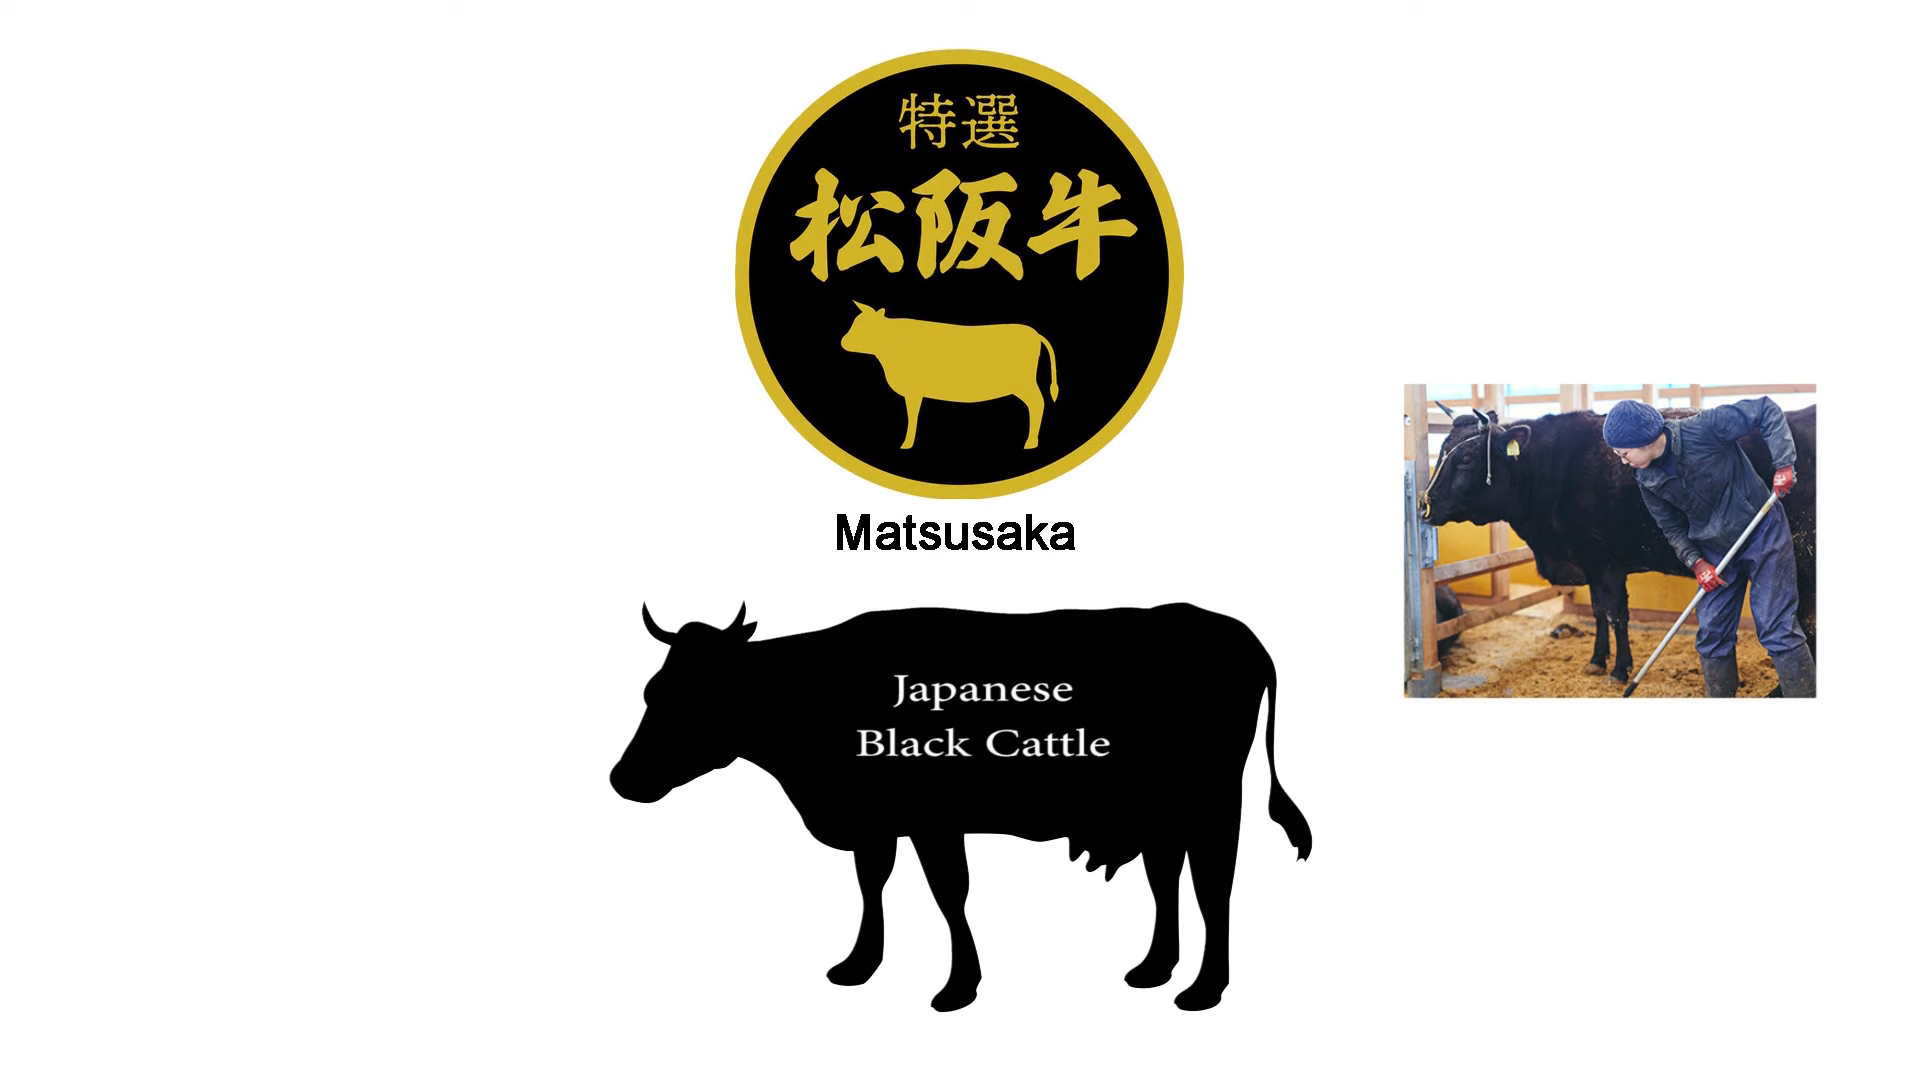 特選
松阪牛
Matsusaka
Japanese
Black Cattle